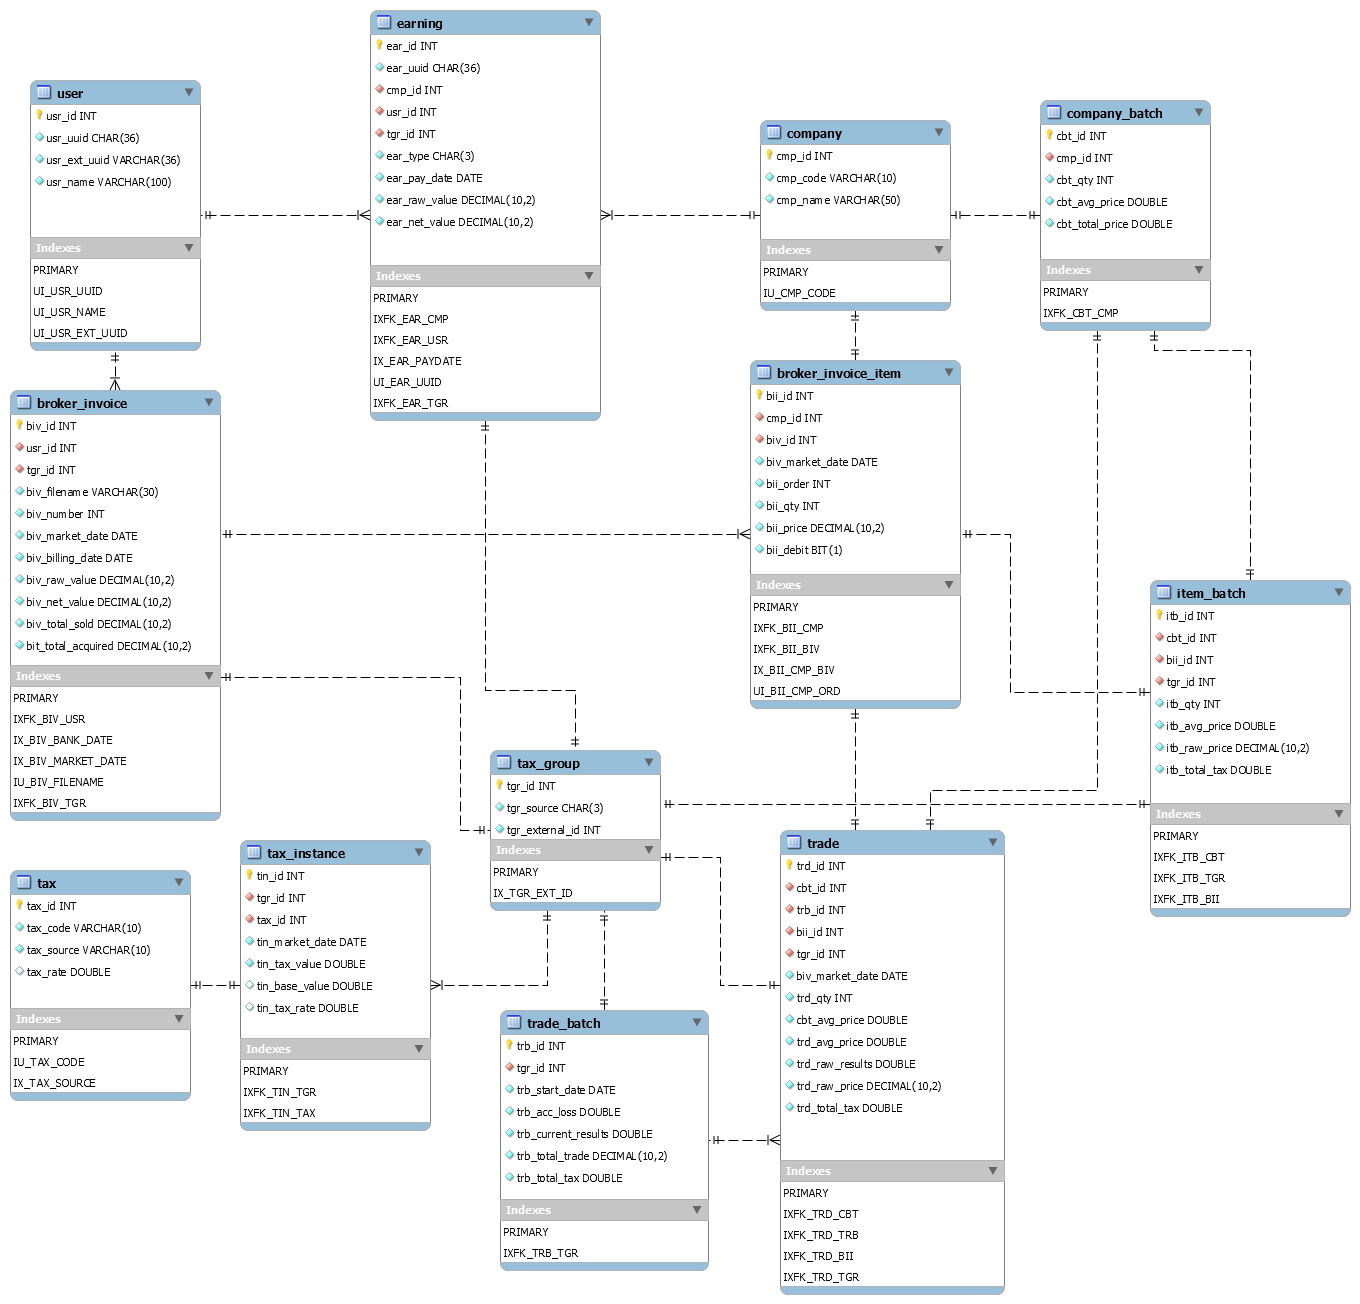 earning
ear_id INT
ear_uuid CHAR(36)
cmp_id INT
usr_id INT
tgr_id INT
ear_type CHAR(3)
ear_pay_date DATE
ear_raw_value DECIMAL(10,2)
ear_net_value DECIMAL(10,2)
Indexes
PRIMARY
IXFK_EAR_CMP
IXFK_EAR_USR
IX_EAR_PAYDATE
UI_EAR_UUID
IXFK_EAR_TGR
user
usr_id INT
usr_uuid CHAR(36)
usr_ext_uuid VARCHAR(36)
usr_name VARCHAR(100)
Indexes
PRIMARY
UI_USR_UUID
UI_USR_NAME
UI_USR_EXT_UUID
company
cmp_id INT
cmp_code VARCHAR(10)
cmp_name VARCHAR(50)
Indexes
PRIMARY
IU_CMP_CODE
company_batch
cbt_id INT
cmp_id INT
cbt_qty INT
cbt_avg_price DOUBLE
cbt_total_price DOUBLE
Indexes
PRIMARY
IXFK_CBT_CMP
broker_invoice
biv_id INT
usr_id INT
tgr_id INT
biv_filename VARCHAR(30)
biv_number INT
biv_market_date DATE
biv_billing_date DATE
biv_raw_value DECIMAL(10,2)
biv_net_value DECIMAL(10,2)
biv_total_sold DECIMAL(10,2)
bit_total_acquired DECIMAL(10,2)
Indexes
PRIMARY
IXFK_BIV_USR
IX_BIV_BANK_DATE
IX_BIV_MARKET_DATE
IU_BIV_FILENAME
IXFK_BIV_TGR
broker_invoice_item
bii_id INT
cmp_id INT
biv_id INT
biv_market_date DATE
bii_order INT
bii_qty INT
bii_price DECIMAL(10,2)
bii_debit BIT(1)
Indexes
PRIMARY
IXFK_BII_CMP
IXFK_BII_BIV
IX_BII_CMP_BIV
UI_BII_CMP_ORD
item_batch
itb_id INT
cbt_id INT
bii_id INT
tgr_id INT
itb_qty INT
itb_avg_price DOUBLE
itb_raw_price DECIMAL(10,2)
itb_total_tax DOUBLE
Indexes
PRIMARY
IXFK_ITB_CBT
IXFK_ITB_TGR
IXFK_ITB_BII
tax_group
tgr_id INT
tgr_source CHAR(3)
tgr_external_id INT
Indexes
PRIMARY
IX_TGR_EXT_ID
tax
tax_id INT
tax_code VARCHAR(10)
tax_source VARCHAR(10)
tax_rate DOUBLE
Indexes
PRIMARY
IU_TAX_CODE
IX_TAX_SOURCE
tax_instance
tin_id INT
tgr_id INT
tax_id INT
tin_market_date DATE
tin_tax_value DOUBLE
tin_base_value DOUBLE
tin_tax_rate DOUBLE
Indexes
PRIMARY
IXFK_TIN_TGR
IXFK_TIN_TAX
trade_batch
trb_id INT
tgr_id INT
trb_start_date DATE
trb_acc_loss DOUBLE
trb_current_results DOUBLE
trb_total_trade DECIMAL(10,2)
trb_total_tax DOUBLE
Indexes
PRIMARY
IXFK_TRB_TGR
trade
trd_id INT
cbt_id INT
trb_id INT
bii_id INT
tgr_id INT
biv_market_date DATE
trd_qty INT
cbt_avg_price DOUBLE
trd_avg_price DOUBLE
trd_raw_results DOUBLE
trd_raw_price DECIMAL(10,2)
trd_total_tax DOUBLE
Indexes
PRIMARY
IXFK_TRD_CBT
IXFK_TRD_TRB
IXFK_TRD_BII
IXFK_TRD_TGR